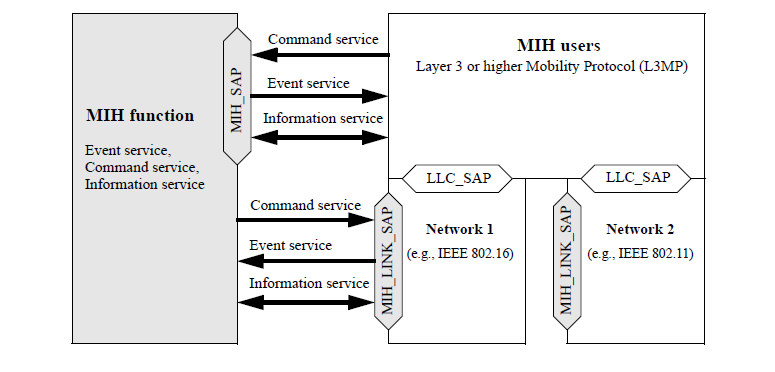 MIH function
Event service,
Command service,
Information service
MIH_SAP
Command service
Event service
Information service
MIH users
Layer 3 or higher Mobility Protocol (L3MP)
Command service
Event service
Information service
MIH_LINK_SAP
LLC_SAP
Network 1
(e.g., IEEE 802.16)
MIH_LINK_SAP
LLC_SAP
Network 2
(e.g., IEEE 802.11)